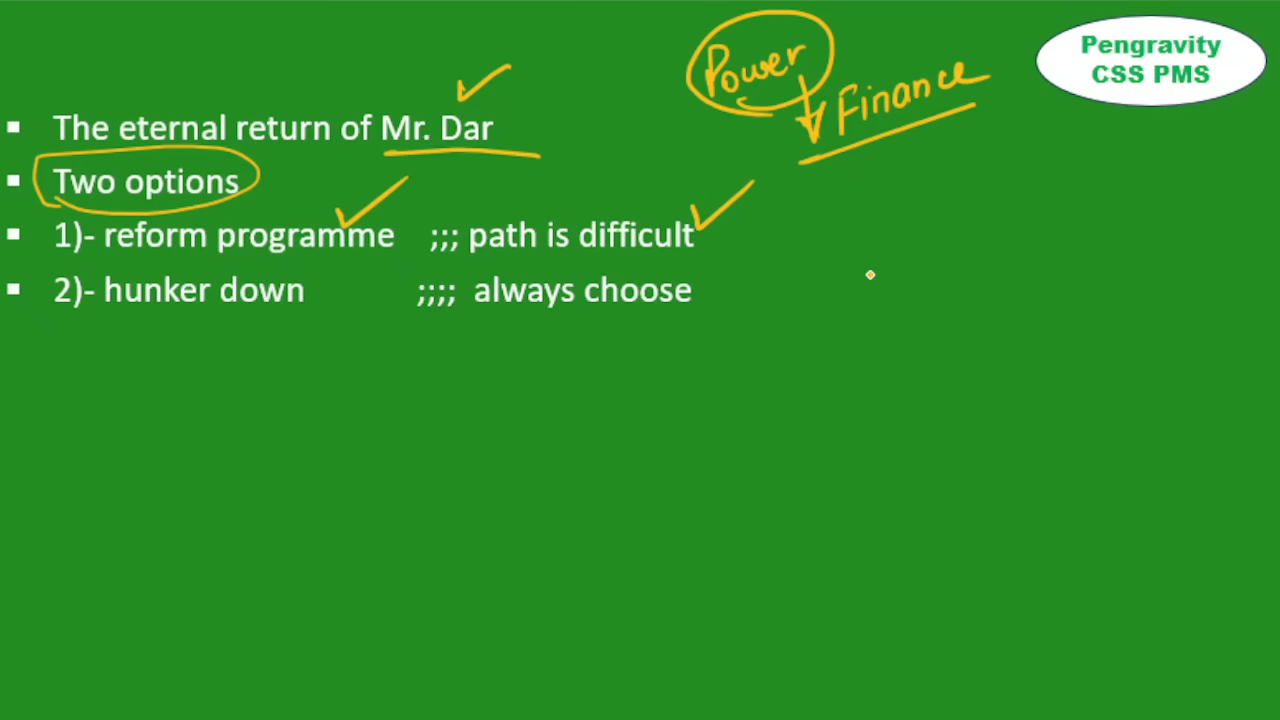 Power
Finance
Pengravity
CSS PMS
▪ The eternal return of Mr. Dar
▪ Two options
▪ 1)- reform programme ;;; path is difficult
▪ 2)- hunker down ;;;; always choose